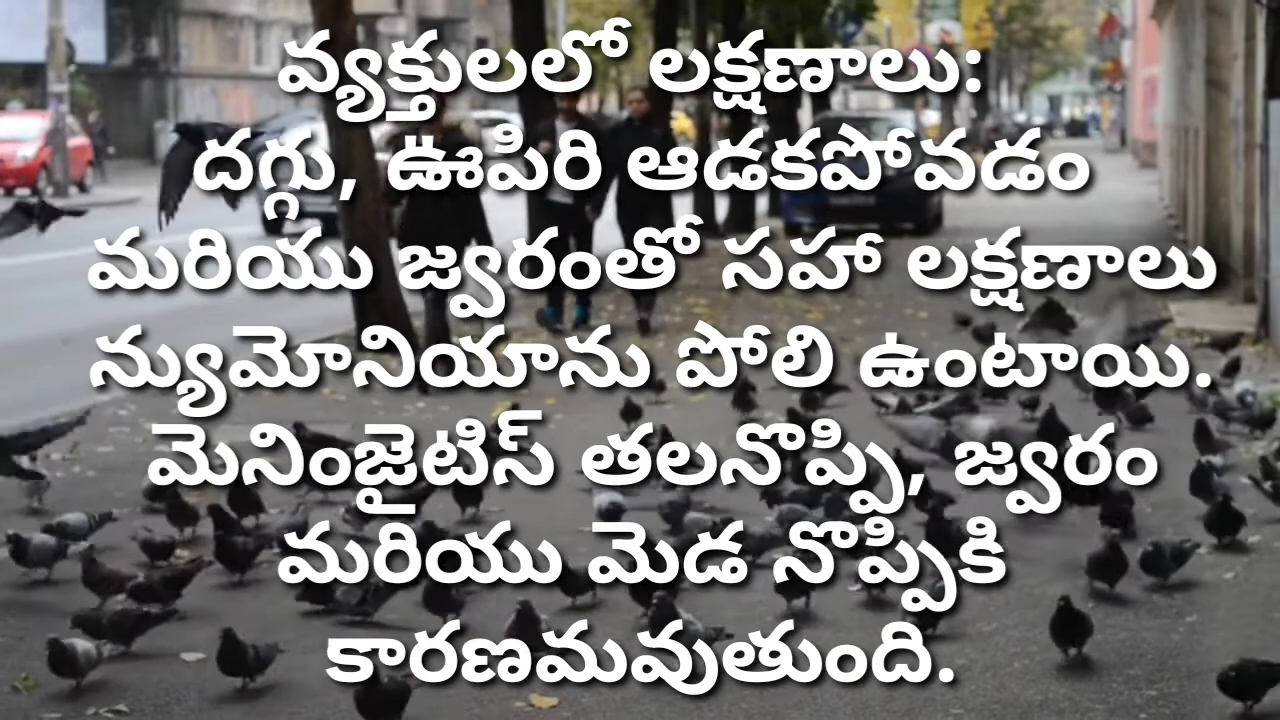 వ్యక్తులలో లక్షణాలు:
దగ్గు, ఊపిరి ఆడకపోవడం
మరియు జ్వరంతో సహా లక్షణాలు
న్యుమోనియాను పోలి ఉంటాయి.
మెనింజైటిస్ తలనొప్పి, జ్వరం
మరియు మెడ నొప్పికి
కారణమవుతుంది.